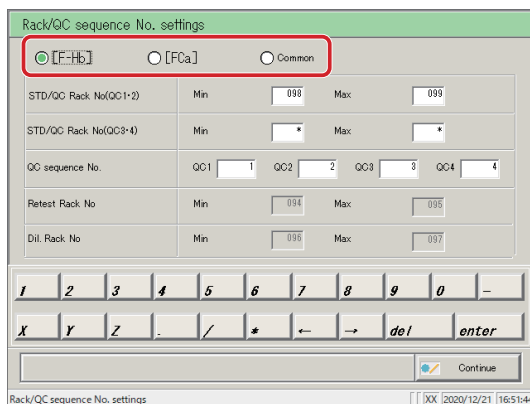 Rack/QC sequence No. settings
[F-Hb] [FCa] Common
STD/QC Rack No(QC1・2) Min 098 Max 099
STD/QC Rack No(QC3・4) Min * Max *
QC sequence No. QC1 1 QC2 2 QC3 3 QC4 4
Retest Rack No Min 094 Max 095
Dil. Rack No Min 096 Max 097
1 2 3 4 5 6 7 8 9 0 −
X Y Z . / * ← → del enter
Continue
Rack/QC sequence No. settings XX 2020/12/21 16:51:4